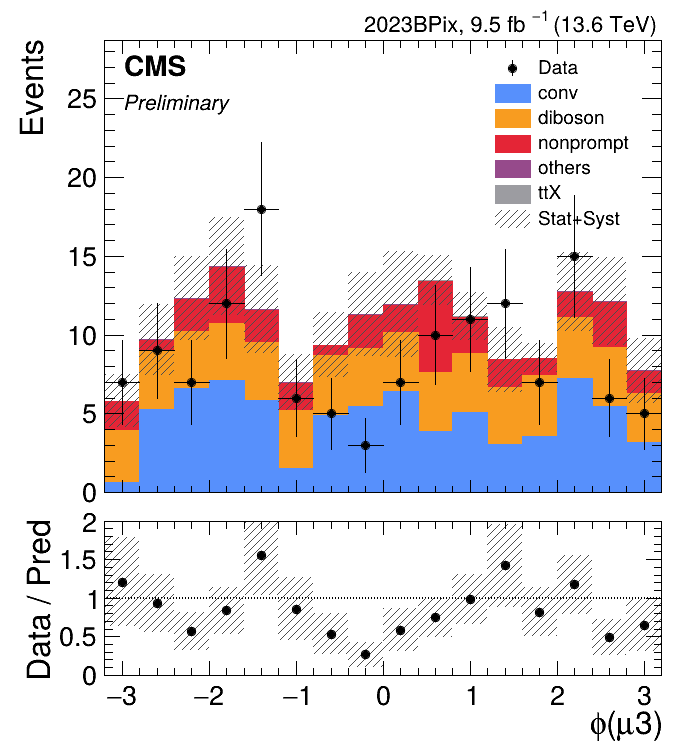 2023BPix, 9.5 fb⁻¹ (13.6 TeV)
CMS
Preliminary
Events
Data
conv
diboson
nonprompt
others
ttX
Stat+Syst
25
20
15
10
5
0
Data / Pred
2
1.5
1
0.5
0
−3 −2 −1 0 1 2 3
ϕ(μ3)